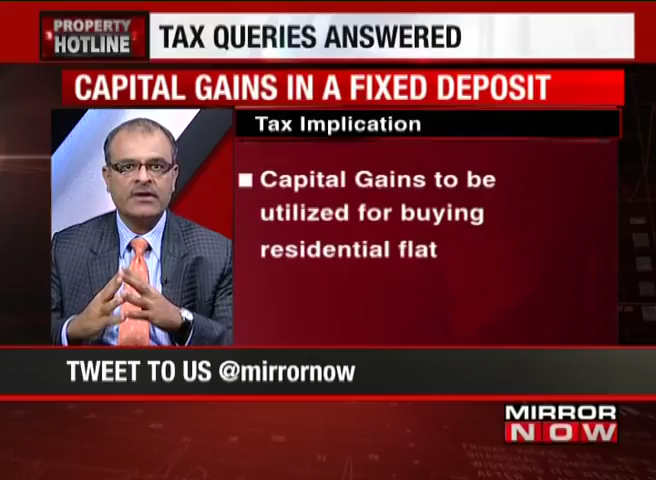 PROPERTY
HOTLINE
TAX QUERIES ANSWERED
CAPITAL GAINS IN A FIXED DEPOSIT
Tax Implication
Capital Gains to be
utilized for buying
residential flat
TWEET TO US @mirrornow
MIRROR
NOW